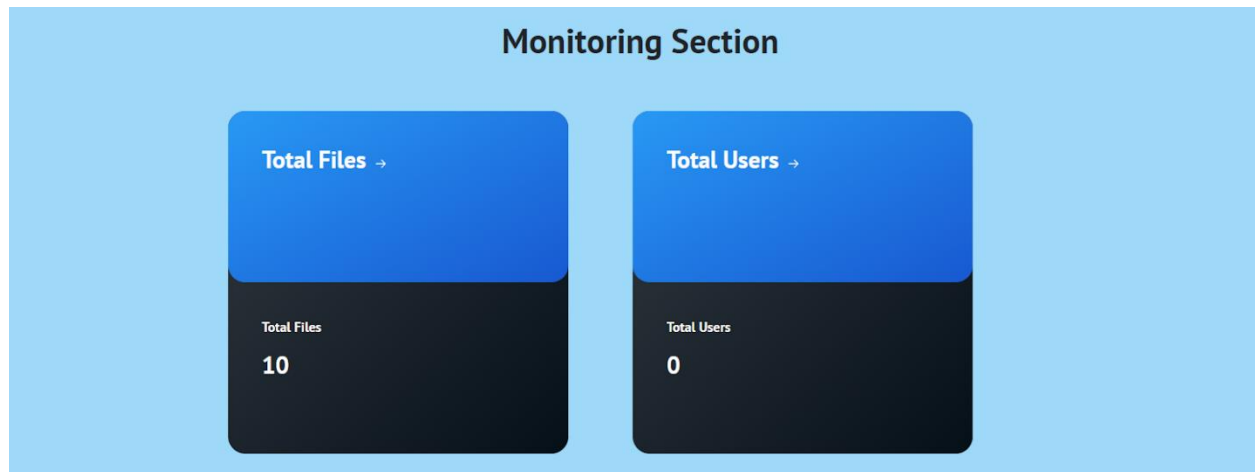 Monitoring Section
Total Files →
Total Users →
Total Files
10
Total Users
0